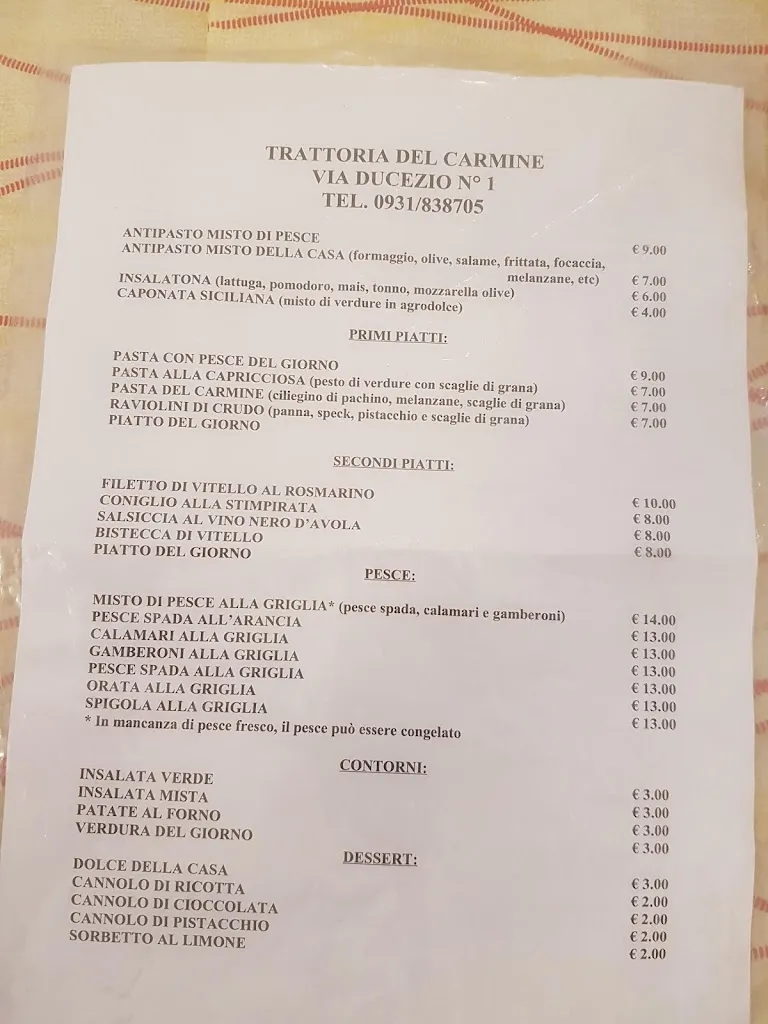 TRATTORIA DEL CARMINE
VIA DUCEZIO N° 1
TEL. 0931/838705
ANTIPASTO MISTO DI PESCE € 9.00
ANTIPASTO MISTO DELLA CASA (formaggio, olive, salame, frittata, focaccia,
melanzane, etc) € 7.00
INSALATONA (lattuga, pomodoro, mais, tonno, mozzarella olive) € 6.00
CAPONATA SICILIANA (misto di verdure in agrodolce) € 4.00
PRIMI PIATTI:
PASTA CON PESCE DEL GIORNO € 9.00
PASTA ALLA CAPRICCIOSA (pesto di verdure con scaglie di grana) € 7.00
PASTA DEL CARMINE (ciliegino di pachino, melanzane, scaglie di grana) € 7.00
RAVIOLINI DI CRUDO (panna, speck, pistacchio e scaglie di grana) € 7.00
PIATTO DEL GIORNO
SECONDI PIATTI:
FILETTO DI VITELLO AL ROSMARINO € 10.00
CONIGLIO ALLA STIMPIRATA € 8.00
SALSICCIA AL VINO NERO D'AVOLA € 8.00
BISTECCA DI VITELLO € 8.00
PIATTO DEL GIORNO
PESCE:
MISTO DI PESCE ALLA GRIGLIA* (pesce spada, calamari e gamberoni) € 14.00
PESCE SPADA ALL'ARANCIA € 13.00
CALAMARI ALLA GRIGLIA € 13.00
GAMBERONI ALLA GRIGLIA € 13.00
PESCE SPADA ALLA GRIGLIA € 13.00
ORATA ALLA GRIGLIA € 13.00
SPIGOLA ALLA GRIGLIA € 13.00
* In mancanza di pesce fresco, il pesce può essere congelato
CONTORNI:
INSALATA VERDE € 3.00
INSALATA MISTA € 3.00
PATATE AL FORNO € 3.00
VERDURA DEL GIORNO € 3.00
DESSERT:
DOLCE DELLA CASA € 3.00
CANNOLO DI RICOTTA € 2.00
CANNOLO DI CIOCCOLATA € 2.00
CANNOLO DI PISTACCHIO € 2.00
SORBETTO AL LIMONE € 2.00